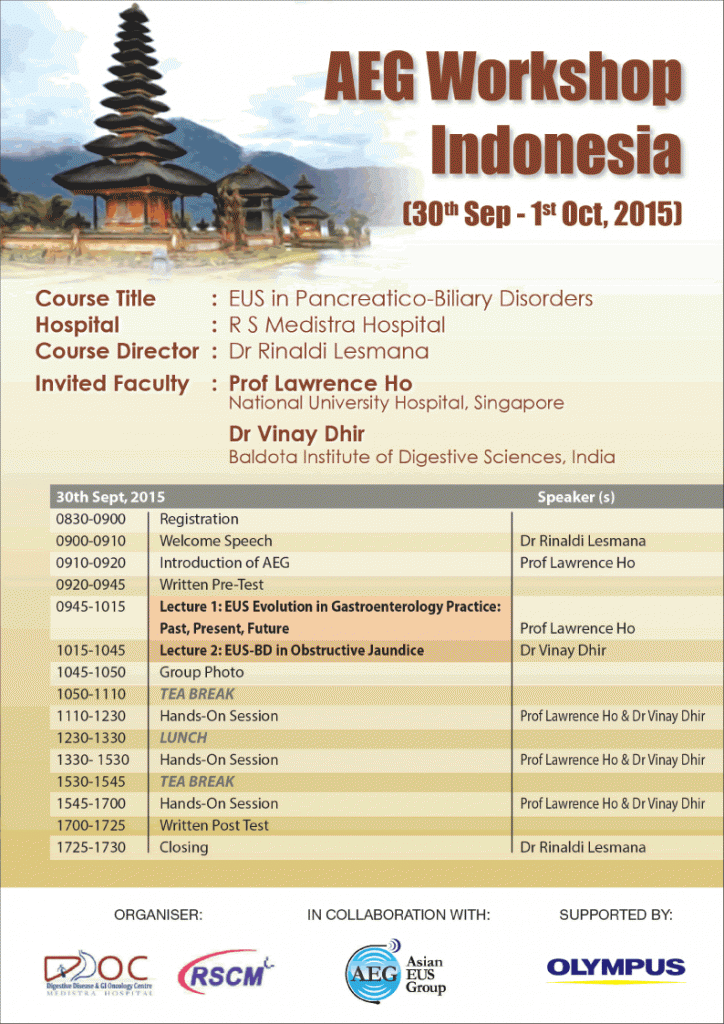 AEG Workshop
Indonesia
(30th Sep - 1st Oct, 2015)
Course Title : EUS in Pancreatico-Biliary Disorders
Hospital : R S Medistra Hospital
Course Director : Dr Rinaldi Lesmana
Invited Faculty : Prof Lawrence Ho
National University Hospital, Singapore
Dr Vinay Dhir
Baldota Institute of Digestive Sciences, India
30th Sept, 2015 Speaker (s)
0830-0900 Registration
0900-0910 Welcome Speech Dr Rinaldi Lesmana
0910-0920 Introduction of AEG Prof Lawrence Ho
0920-0945 Written Pre-Test
0945-1015 Lecture 1: EUS Evolution in Gastroenterology Practice:
Past, Present, Future Prof Lawrence Ho
1015-1045 Lecture 2: EUS-BD in Obstructive Jaundice Dr Vinay Dhir
1045-1050 Group Photo
1050-1110 TEA BREAK
1110-1230 Hands-On Session Prof Lawrence Ho & Dr Vinay Dhir
1230-1330 LUNCH
1330- 1530 Hands-On Session Prof Lawrence Ho & Dr Vinay Dhir
1530-1545 TEA BREAK
1545-1700 Hands-On Session Prof Lawrence Ho & Dr Vinay Dhir
1700-1725 Written Post Test
1725-1730 Closing Dr Rinaldi Lesmana
ORGANISER: IN COLLABORATION WITH: SUPPORTED BY:
DDOC
Digestive Disease & GI Oncology Centre
MEDISTRA HOSPITAL
RSCM
AEG
Asian
EUS
Group
OLYMPUS